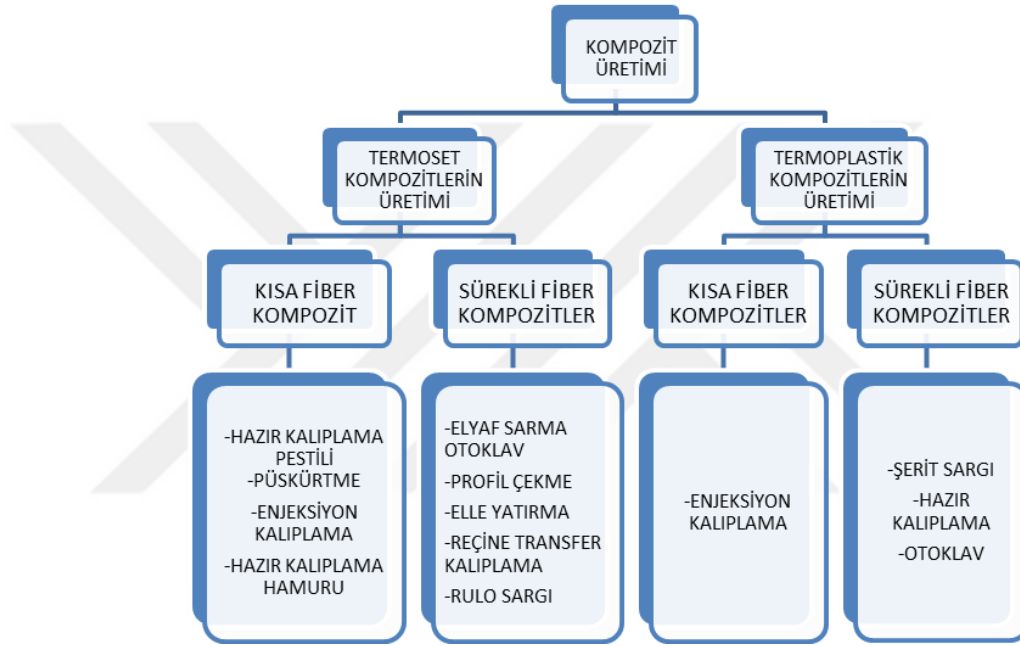 KOMPOZİT
ÜRETİMİ
TERMOSET
KOMPOZİTLERİN
ÜRETİMİ
TERMOPLASTİK
KOMPOZİTLERİN
ÜRETİMİ
KISA FİBER
KOMPOZİT
SÜREKLİ FİBER
KOMPOZİTLER
KISA FİBER
KOMPOZİTLER
SÜREKLİ FİBER
KOMPOZİTLER
-HAZIR KALIPLAMA
PESTİLİ
-PÜSKÜRTME
-ENJEKSİYON
KALIPLAMA
-HAZIR KALIPLAMA
HAMURU
-ELYAF SARMA
OTOKLAV
-PROFİL ÇEKME
-ELLE YATIRMA
-REÇİNE TRANSFER
KALIPLAMA
-RULO SARGI
-ENJEKSİYON
KALIPLAMA
-ŞERİT SARGI
-HAZIR
KALIPLAMA
-OTOKLAV